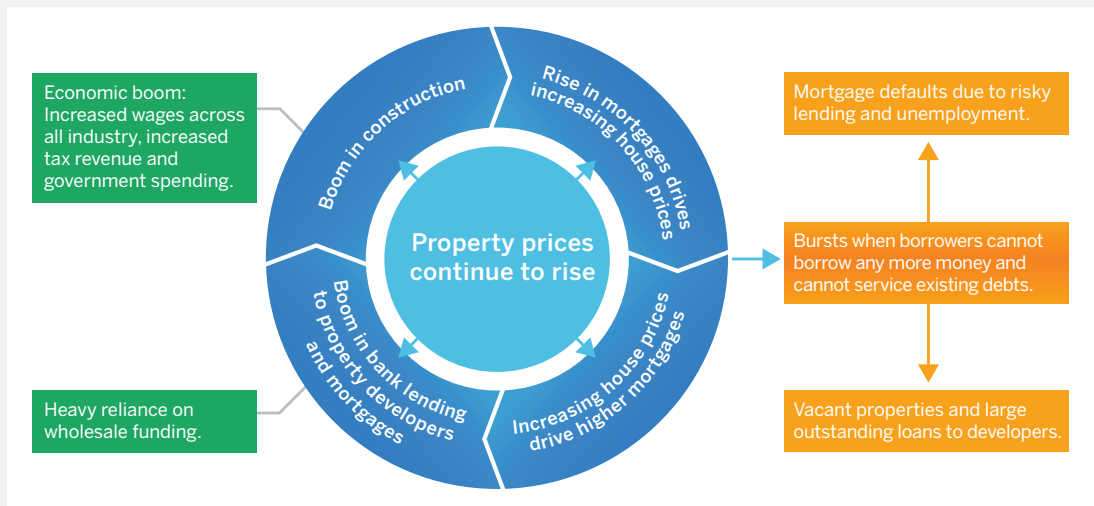 Economic boom:
Increased wages across
all industry, increased
tax revenue and
government spending.
Heavy reliance on
wholesale funding.
Boom in construction
Rise in mortgages drives
increasing house prices
Increasing house prices
drive higher mortgages
Boom in bank lending
to property developers
and mortgages
Property prices
continue to rise
Mortgage defaults due to risky
lending and unemployment.
Bursts when borrowers cannot
borrow any more money and
cannot service existing debts.
Vacant properties and large
outstanding loans to developers.